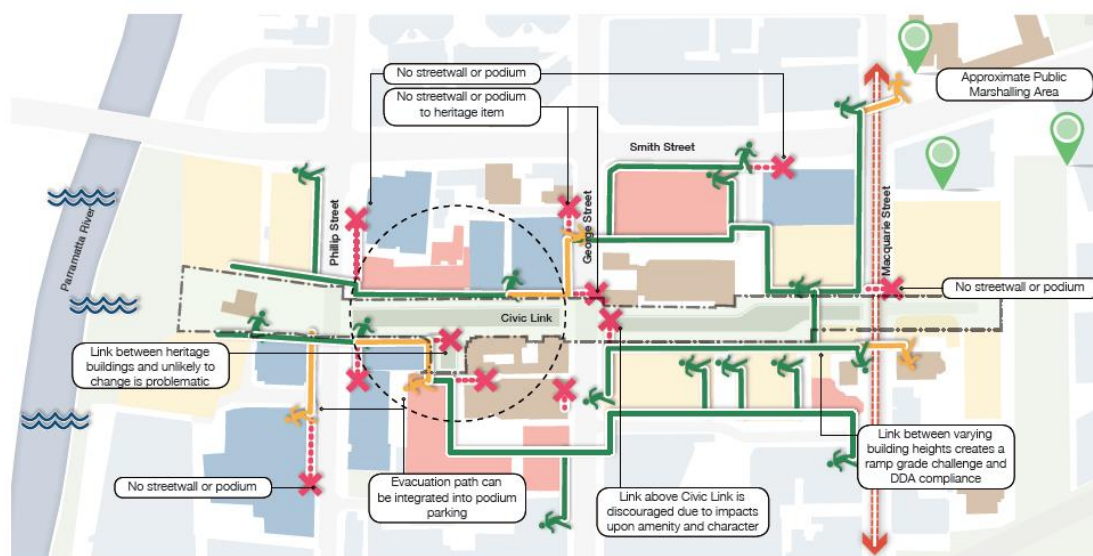 No streetwall or podium
No streetwall or podium
to heritage item
Approximate Public
Marshalling Area
Smith Street
Parramatta River
Phillip Street
George Street
Macquarie Street
No streetwall or podium
Civic Link
Link between heritage
buildings and unlikely to
change is problematic
No streetwall or podium
Evacuation path can
be integrated into podium
parking
Link above Civic Link is
discouraged due to impacts
upon amenity and character
Link between varying
building heights creates a
ramp grade challenge and
DDA compliance